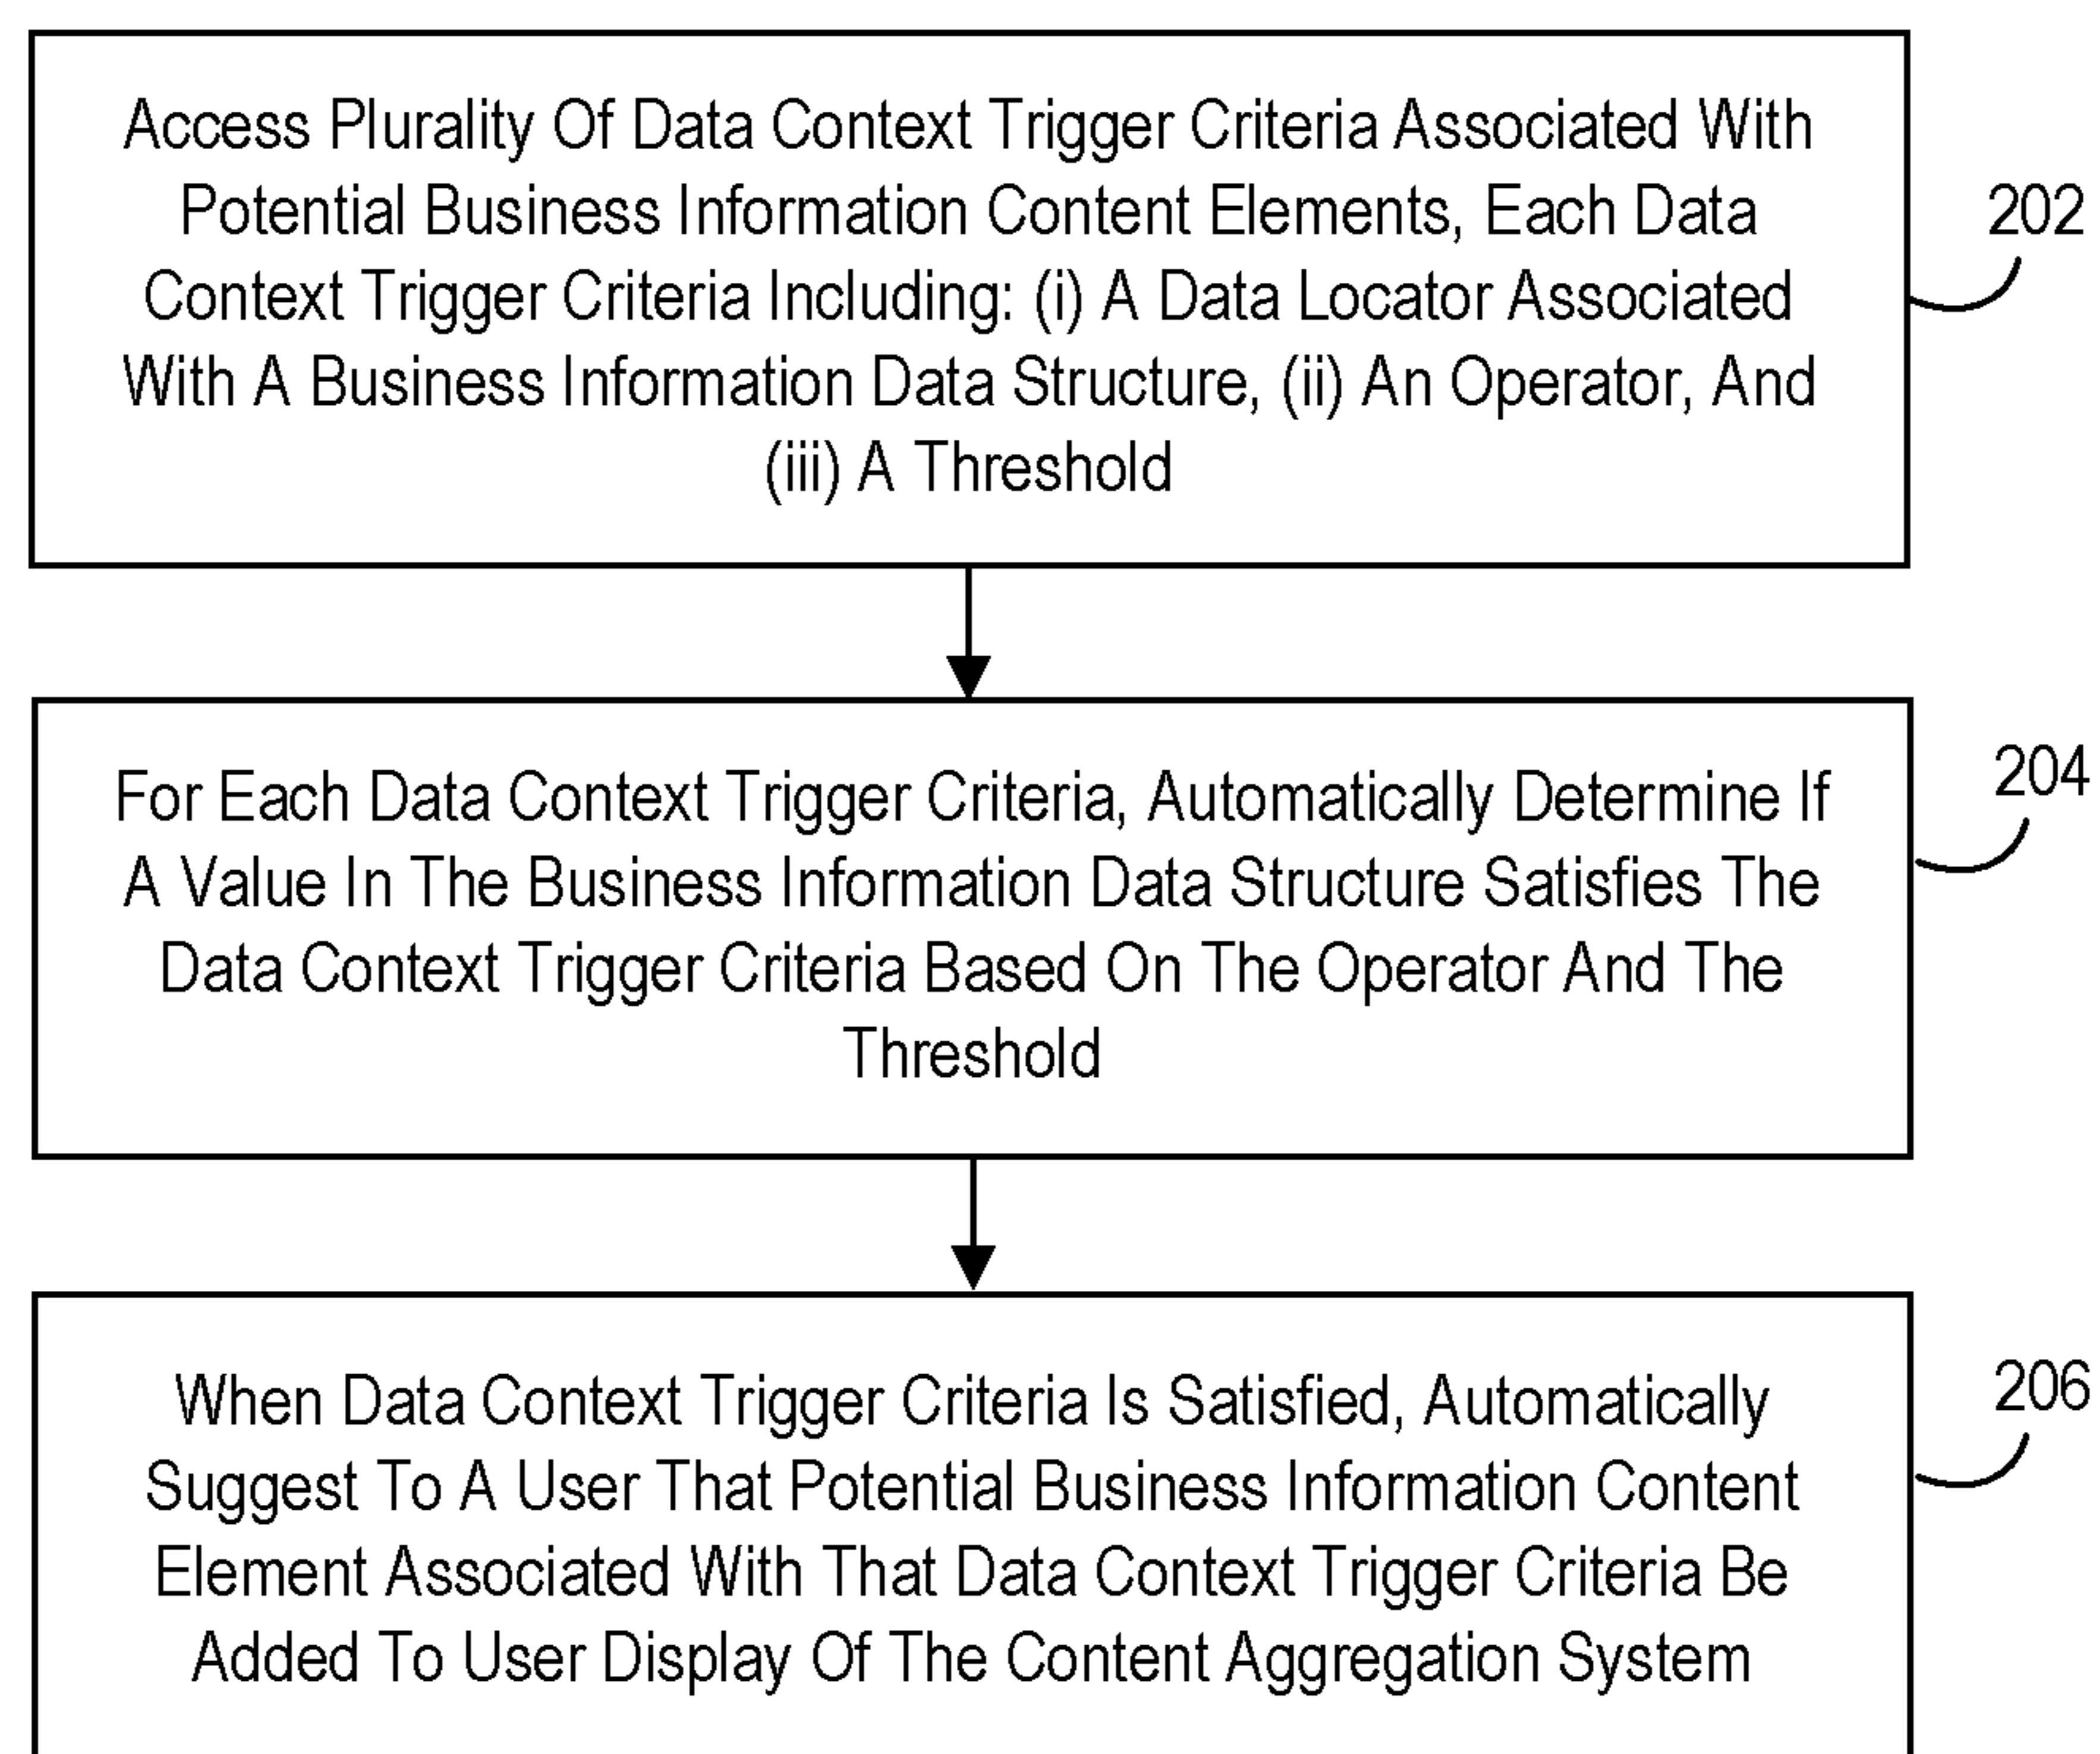 Access Plurality Of Data Context Trigger Criteria Associated With
Potential Business Information Content Elements, Each Data
Context Trigger Criteria Including: (i) A Data Locator Associated
With A Business Information Data Structure, (ii) An Operator, And
(iii) A Threshold
202
For Each Data Context Trigger Criteria, Automatically Determine If
A Value In The Business Information Data Structure Satisfies The
Data Context Trigger Criteria Based On The Operator And The
Threshold
204
When Data Context Trigger Criteria Is Satisfied, Automatically
Suggest To A User That Potential Business Information Content
Element Associated With That Data Context Trigger Criteria Be
Added To User Display Of The Content Aggregation System
206